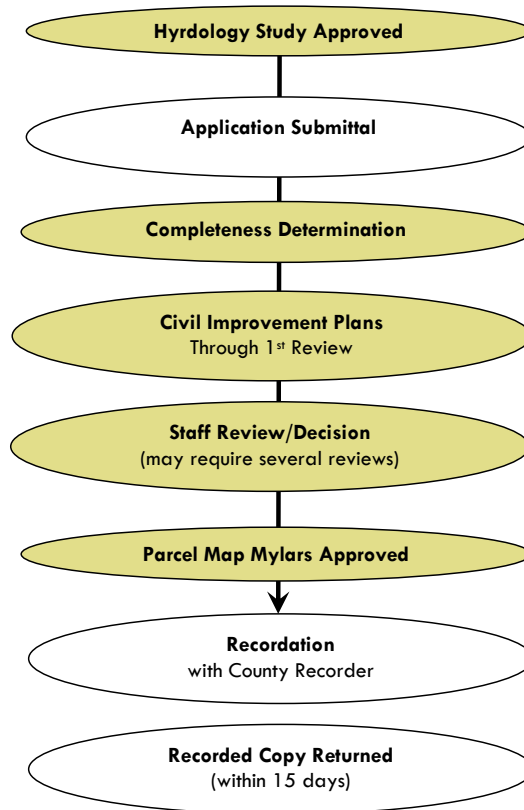 Hyrdology Study Approved
Application Submittal
Completeness Determination
Civil Improvement Plans
Through 1st Review
Staff Review/Decision
(may require several reviews)
Parcel Map Mylars Approved
Recordation
with County Recorder
Recorded Copy Returned
(within 15 days)